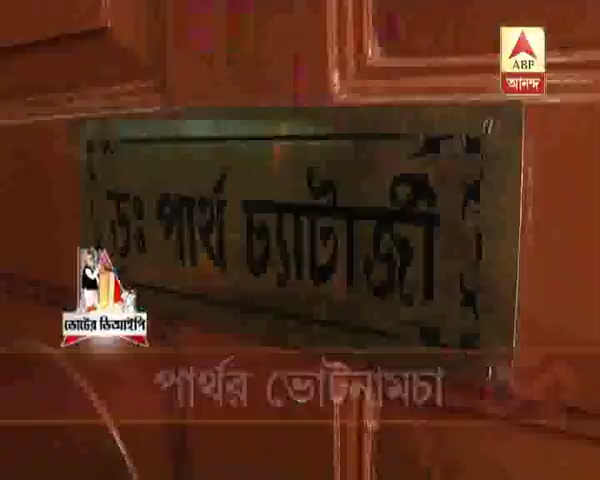 ABP
আনন্দ
ডঃ পার্থ চ্যাটার্জী
ভোটের ভিআইপি
পার্থর ভোটনামচা